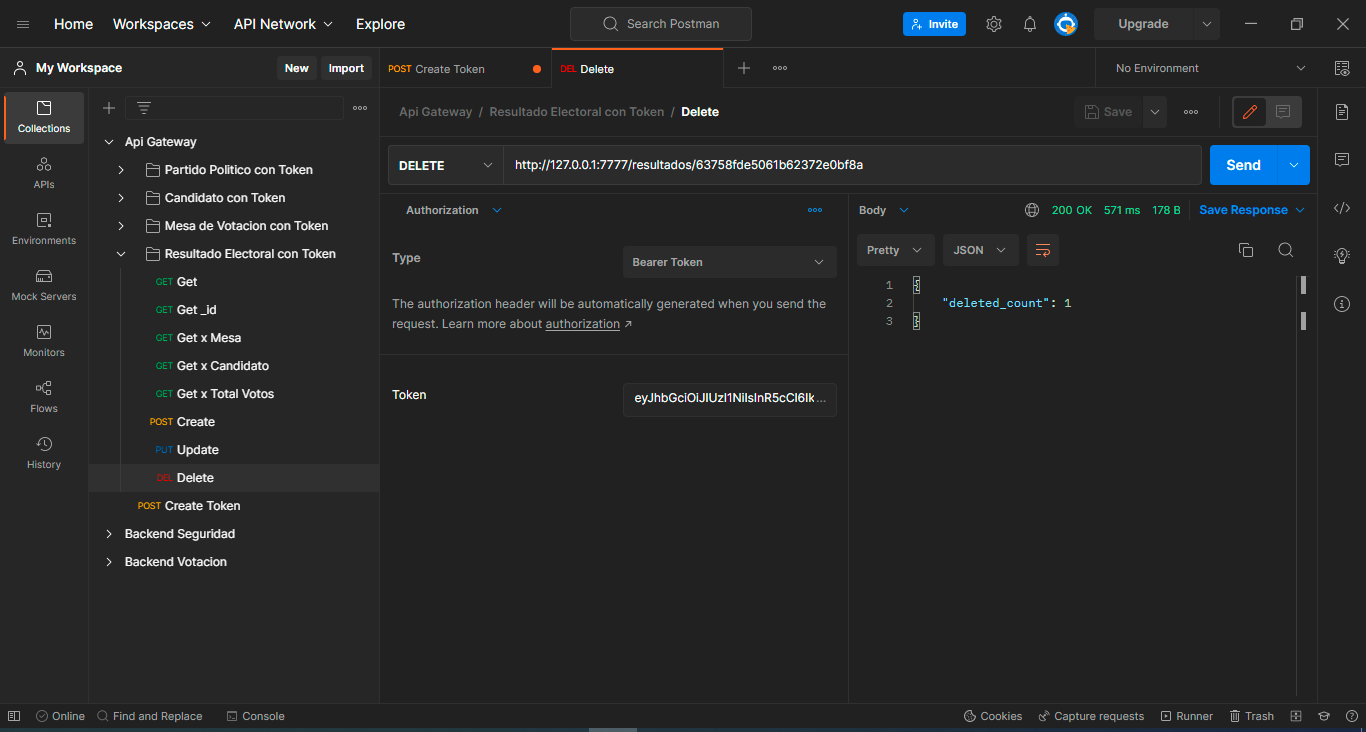 Home Workspaces API Network Explore Search Postman Invite Upgrade
My Workspace New Import POST Create Token DEL Delete No Environment
Collections
APIs
Environments
Mock Servers
Monitors
Flows
History
Api Gateway
Partido Politico con Token
Candidato con Token
Mesa de Votacion con Token
Resultado Electoral con Token
GET Get
GET Get _id
GET Get x Mesa
GET Get x Candidato
GET Get x Total Votos
POST Create
PUT Update
DEL Delete
POST Create Token
Backend Seguridad
Backend Votacion
Api Gateway / Resultado Electoral con Token / Delete Save
DELETE http://127.0.0.1:7777/resultados/63758fde5061b62372e0bf8a Send
Authorization
Type Bearer Token
The authorization header will be automatically generated when you send the
request. Learn more about authorization ↗
Token eyJhbGciOiJIUzI1NiIsInR5cCI6Ik...
Body 200 OK 571 ms 178 B Save Response
Pretty JSON
1 {
2 "deleted_count": 1
3 }
Online Find and Replace Console Cookies Capture requests Runner Trash